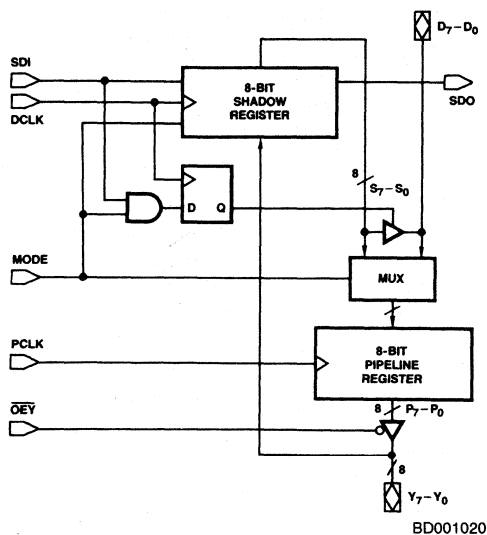 D7-D0
SDI
8-BIT
SHADOW
REGISTER
DCLK
SDO
8
S7-S0
D Q
MODE
MUX
PCLK
8-BIT
PIPELINE
REGISTER
8 P7-P0
OEY
8
Y7-Y0
BD001020